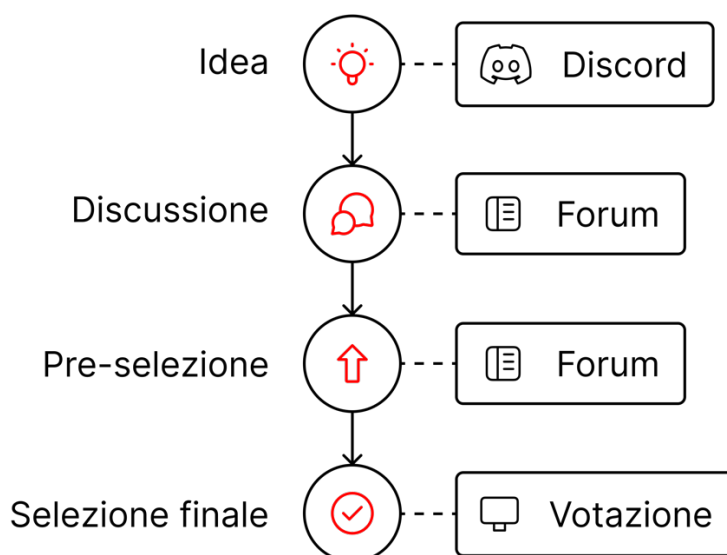 Idea
Discord
Discussione
Forum
Pre-selezione
Forum
Selezione finale
Votazione